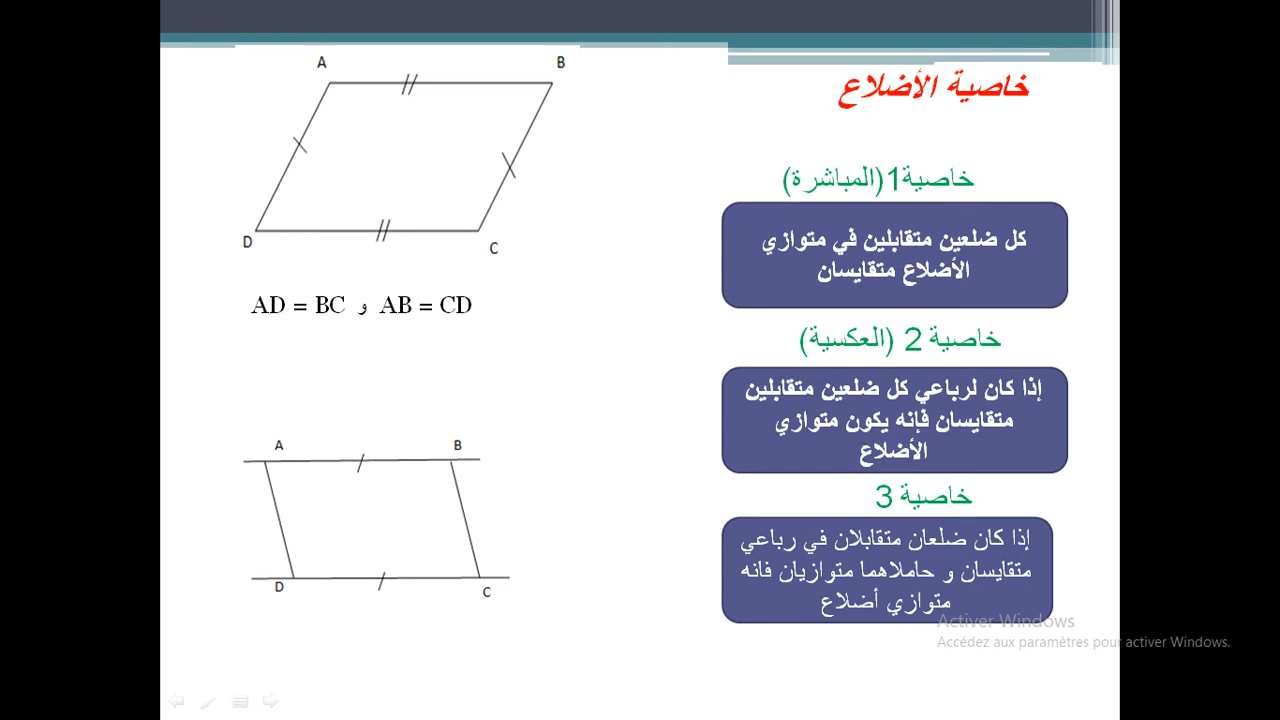 خاصية الأضلاع
خاصية1(المباشرة)
كل ضلعين متقابلين في متوازي
الأضلاع متقايسان
خاصية 2 (العكسية)
إذا كان لرباعي كل ضلعين متقابلين
متقايسان فإنه يكون متوازي
الأضلاع
خاصية 3
إذا كان ضلعان متقابلان في رباعي
متقايسان و حاملاهما متوازيان فانه
متوازي أضلاع
A
B
D
C
AD = BC و AB = CD
A
B
D
C
Activer Windows
Accédez aux paramètres pour activer Windows.